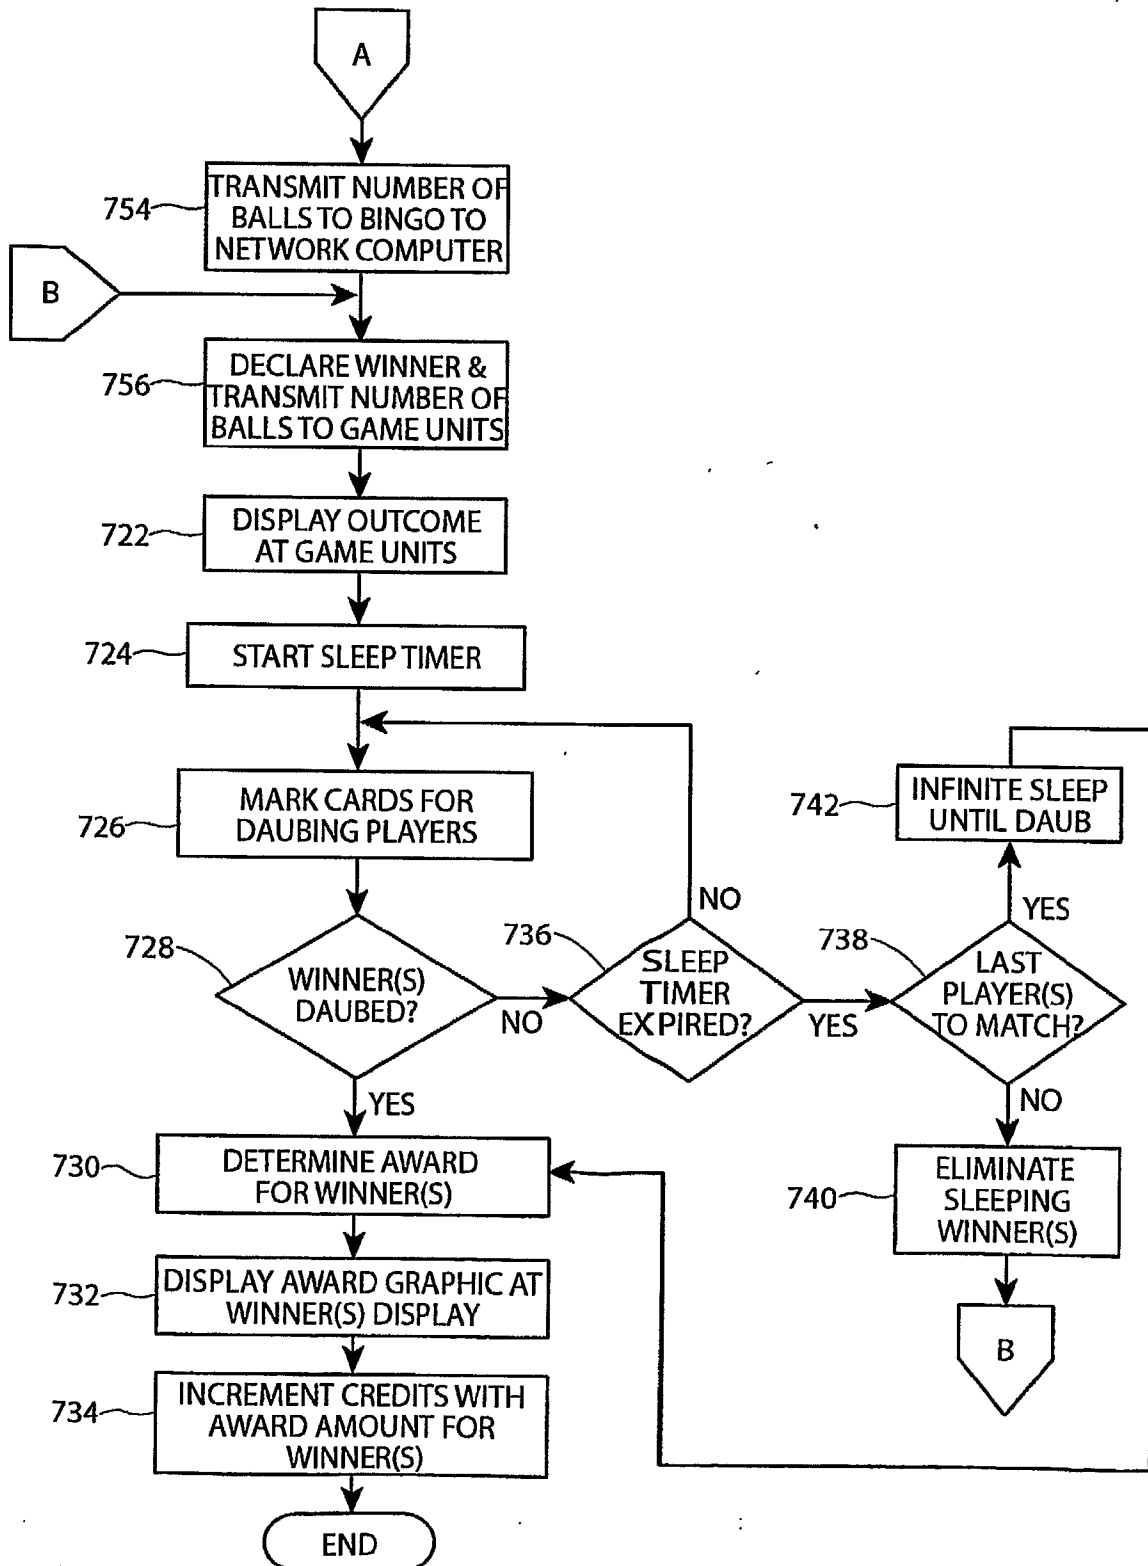 A
754
TRANSMIT NUMBER OF
BALLS TO BINGO TO
NETWORK COMPUTER
B
756
DECLARE WINNER &
TRANSMIT NUMBER OF
BALLS TO GAME UNITS
722
DISPLAY OUTCOME
AT GAME UNITS
724
START SLEEP TIMER
726
MARK CARDS FOR
DAUBING PLAYERS
742
INFINITE SLEEP
UNTIL DAUB
NO
YES
728
WINNER(S)
DAUBED?
NO
736
SLEEP
TIMER
EXPIRED?
YES
738
LAST
PLAYER(S)
TO MATCH?
YES
NO
730
DETERMINE AWARD
FOR WINNER(S)
740
ELIMINATE
SLEEPING
WINNER(S)
732
DISPLAY AWARD GRAPHIC AT
WINNER(S) DISPLAY
B
734
INCREMENT CREDITS WITH
AWARD AMOUNT FOR
WINNER(S)
END